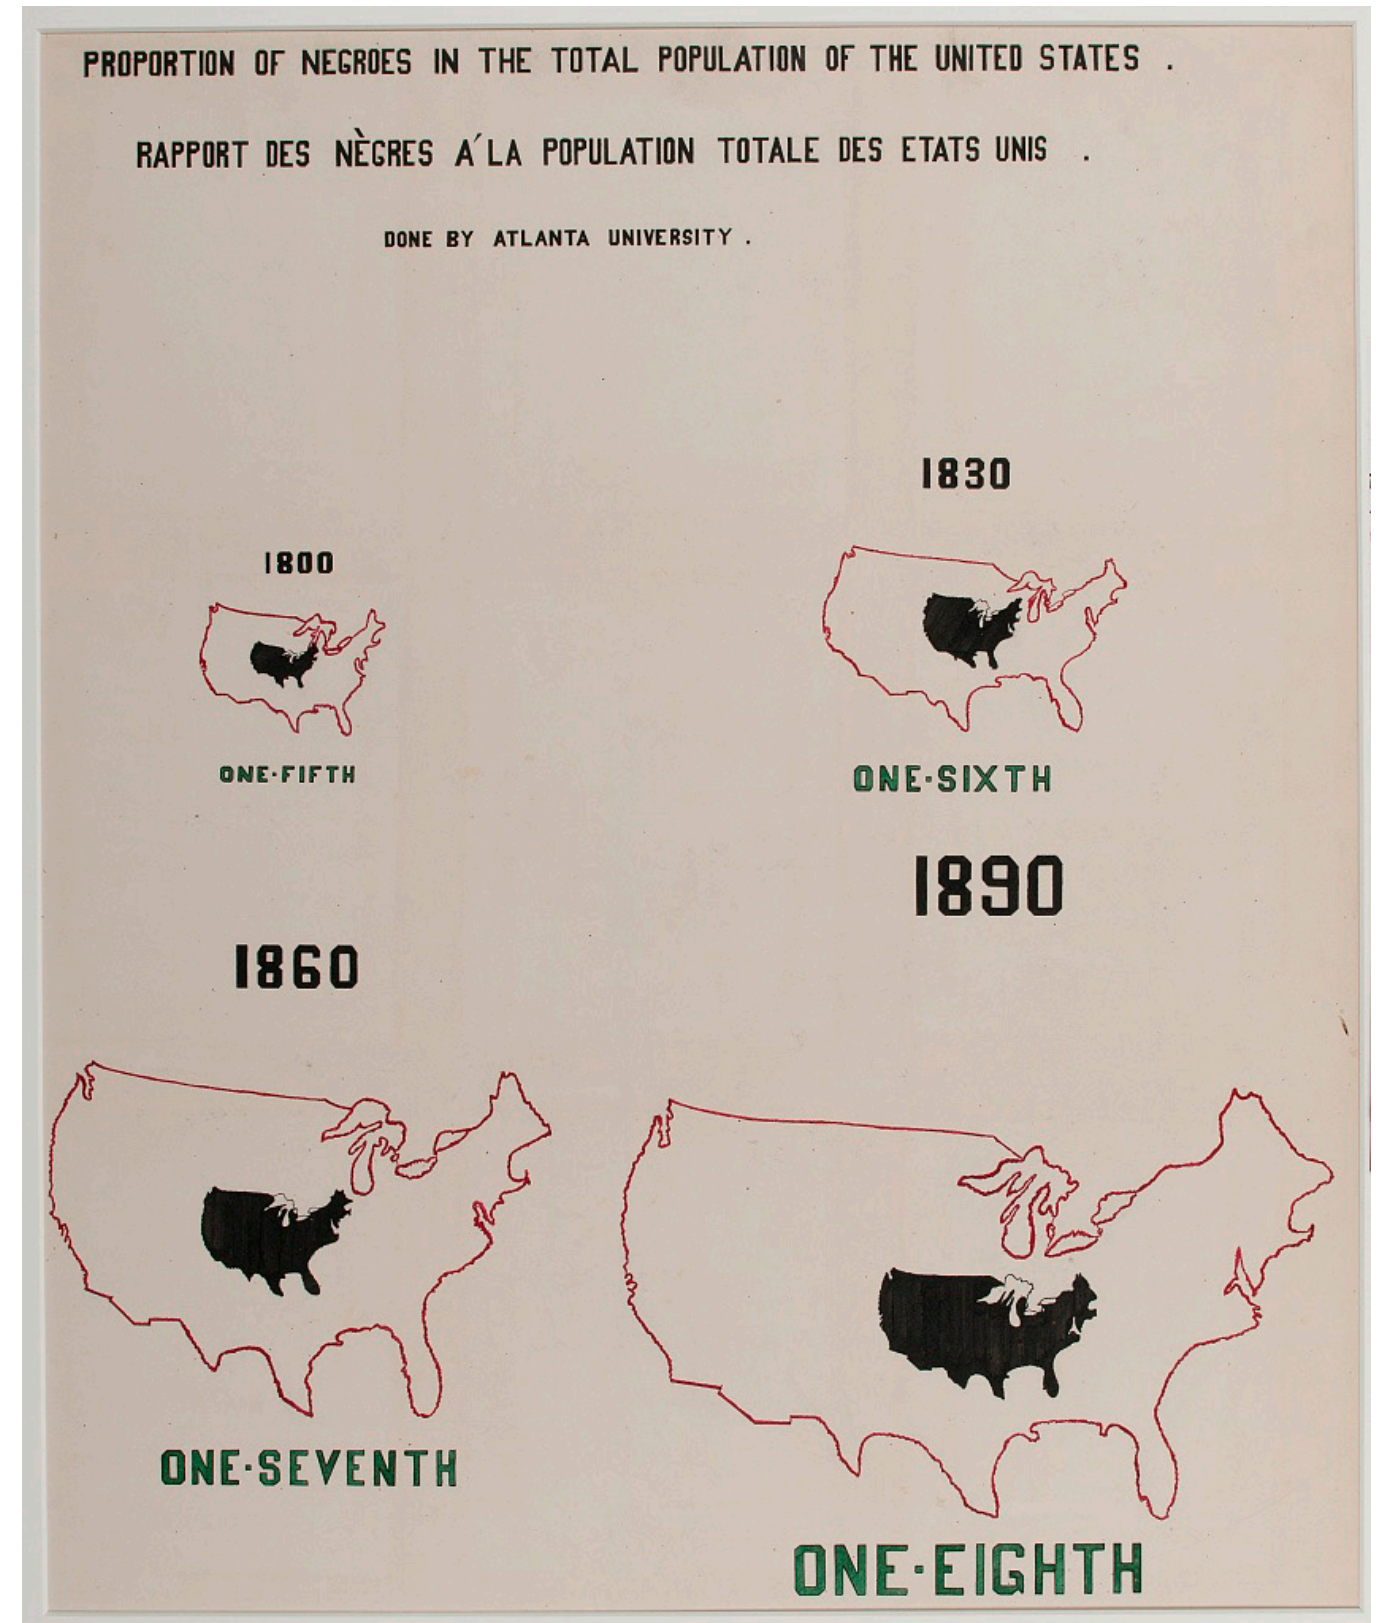 PROPORTION OF NEGROES IN THE TOTAL POPULATION OF THE UNITED STATES .
RAPPORT DES NÈGRES A´LA POPULATION TOTALE DES ETATS UNIS .
DONE BY ATLANTA UNIVERSITY .
1800
ONE·FIFTH
1830
ONE·SIXTH
1860
ONE·SEVENTH
1890
ONE·EIGHTH